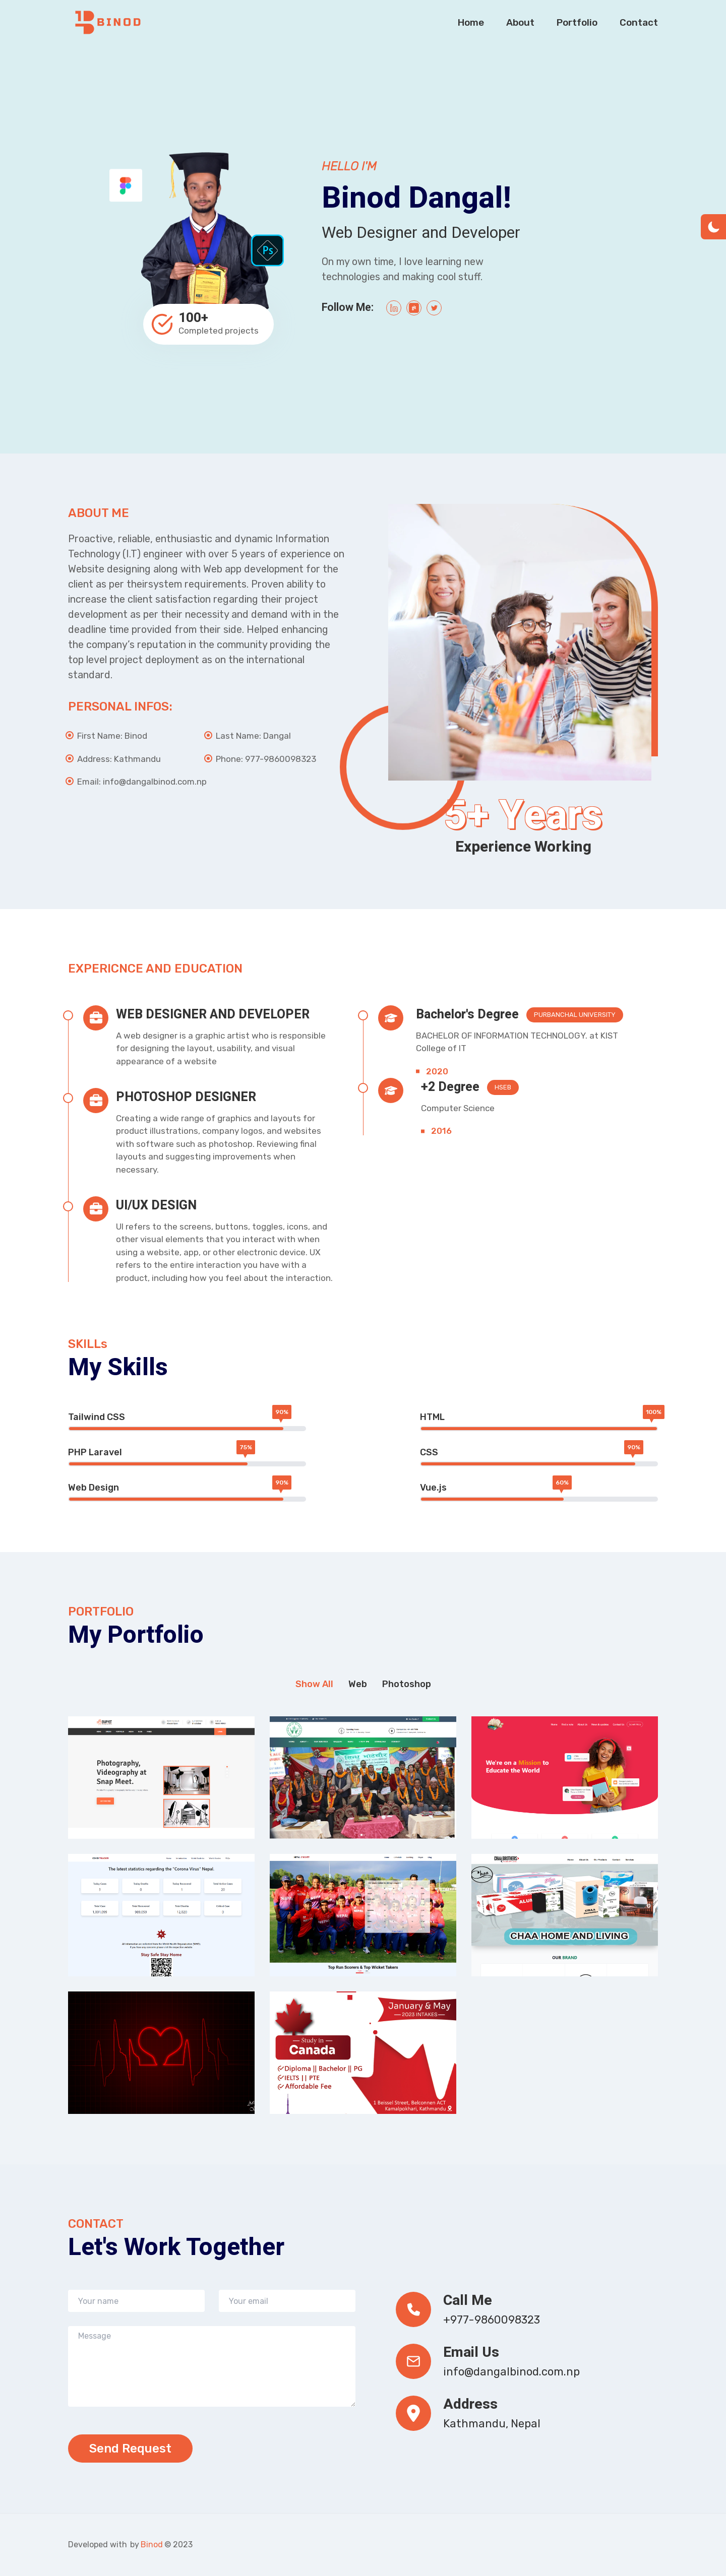 BINOD
Home About Portfolio Contact
HELLO I'M
Binod Dangal!
Web Designer and Developer
On my own time, I love learning new
technologies and making cool stuff.
Follow Me:
Ps
100+
Completed projects
ABOUT ME
Proactive, reliable, enthusiastic and dynamic Information
Technology (I.T) engineer with over 5 years of experience on
Website designing along with Web app development for the
client as per theirsystem requirements. Proven ability to
increase the client satisfaction regarding their project
development as per their necessity and demand with in the
deadline time provided from their side. Helped enhancing
the company's reputation in the community providing the
top level project deployment as on the international
standard.
PERSONAL INFOS:
First Name: Binod
Last Name: Dangal
Address: Kathmandu
Phone: 977-9860098323
Email: info@dangalbinod.com.np
5+ Years
Experience Working
EXPERICNCE AND EDUCATION
WEB DESIGNER AND DEVELOPER
A web designer is a graphic artist who is responsible
for designing the layout, usability, and visual
appearance of a website
PHOTOSHOP DESIGNER
Creating a wide range of graphics and layouts for
product illustrations, company logos, and websites
with software such as photoshop. Reviewing final
layouts and suggesting improvements when
necessary.
UI/UX DESIGN
UI refers to the screens, buttons, toggles, icons, and
other visual elements that you interact with when
using a website, app, or other electronic device. UX
refers to the entire interaction you have with a
product, including how you feel about the interaction.
Bachelor's Degree PURBANCHAL UNIVERSITY
BACHELOR OF INFORMATION TECHNOLOGY. at KIST
College of IT
2020
+2 Degree HSEB
Computer Science
2016
SKILLs
My Skills
Tailwind CSS 90%
HTML 100%
PHP Laravel 75%
CSS 90%
Web Design 90%
Vue.js 60%
PORTFOLIO
My Portfolio
Show All Web Photoshop
Photography,
Videography at
Snap Meet.
We're on a Mission to
Educate the World
The latest statistics regarding the "Corona Virus" Nepal.
Stay Safe Stay Home
Top Run Scorers & Top Wicket Takers
CHAA HOME AND LIVING
OUR BRAND
January & May
2023 INTAKES
Study in
Canada
Diploma || Bachelor || PG
IELTS || PTE
Affordable Fee
1 Beissel Street, Belconnen ACT
Kamalpokhari, Kathmandu
CONTACT
Let's Work Together
Your name
Your email
Message
Send Request
Call Me
+977-9860098323
Email Us
info@dangalbinod.com.np
Address
Kathmandu, Nepal
Developed with by Binod © 2023